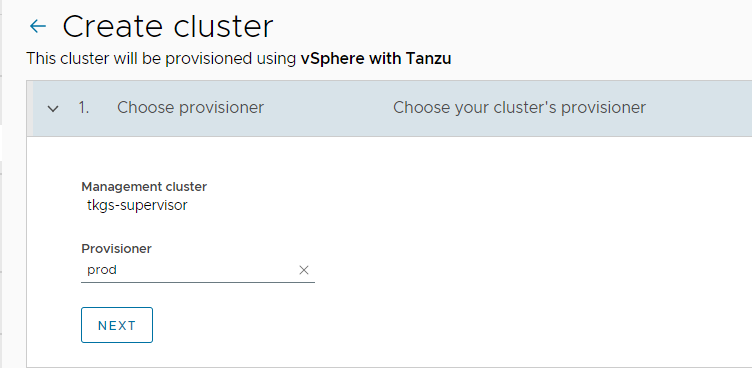 ← Create cluster
This cluster will be provisioned using vSphere with Tanzu
1. Choose provisioner Choose your cluster's provisioner
Management cluster
tkgs-supervisor
Provisioner
prod
NEXT